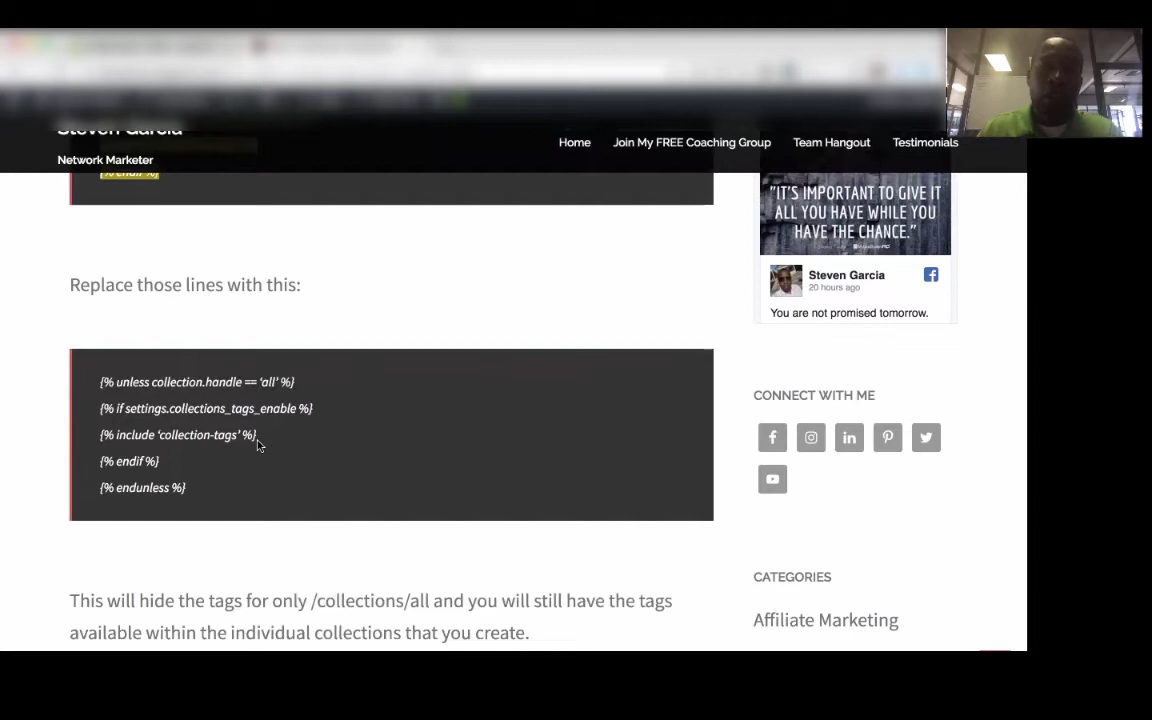 Steven Garcia
Network Marketer
Home
Join My FREE Coaching Group
Team Hangout
Testimonials
{% endif %}
Replace those lines with this:
{% unless collection.handle == ‘all’ %}
{% if settings.collections_tags_enable %}
{% include ‘collection-tags’ %}
{% endif %}
{% endunless %}
This will hide the tags for only /collections/all and you will still have the tags
available within the individual collections that you create.
"IT'S IMPORTANT TO GIVE IT
ALL YOU HAVE WHILE YOU
HAVE THE CHANCE."
Steven Garcia
20 hours ago
You are not promised tomorrow.
CONNECT WITH ME
CATEGORIES
Affiliate Marketing